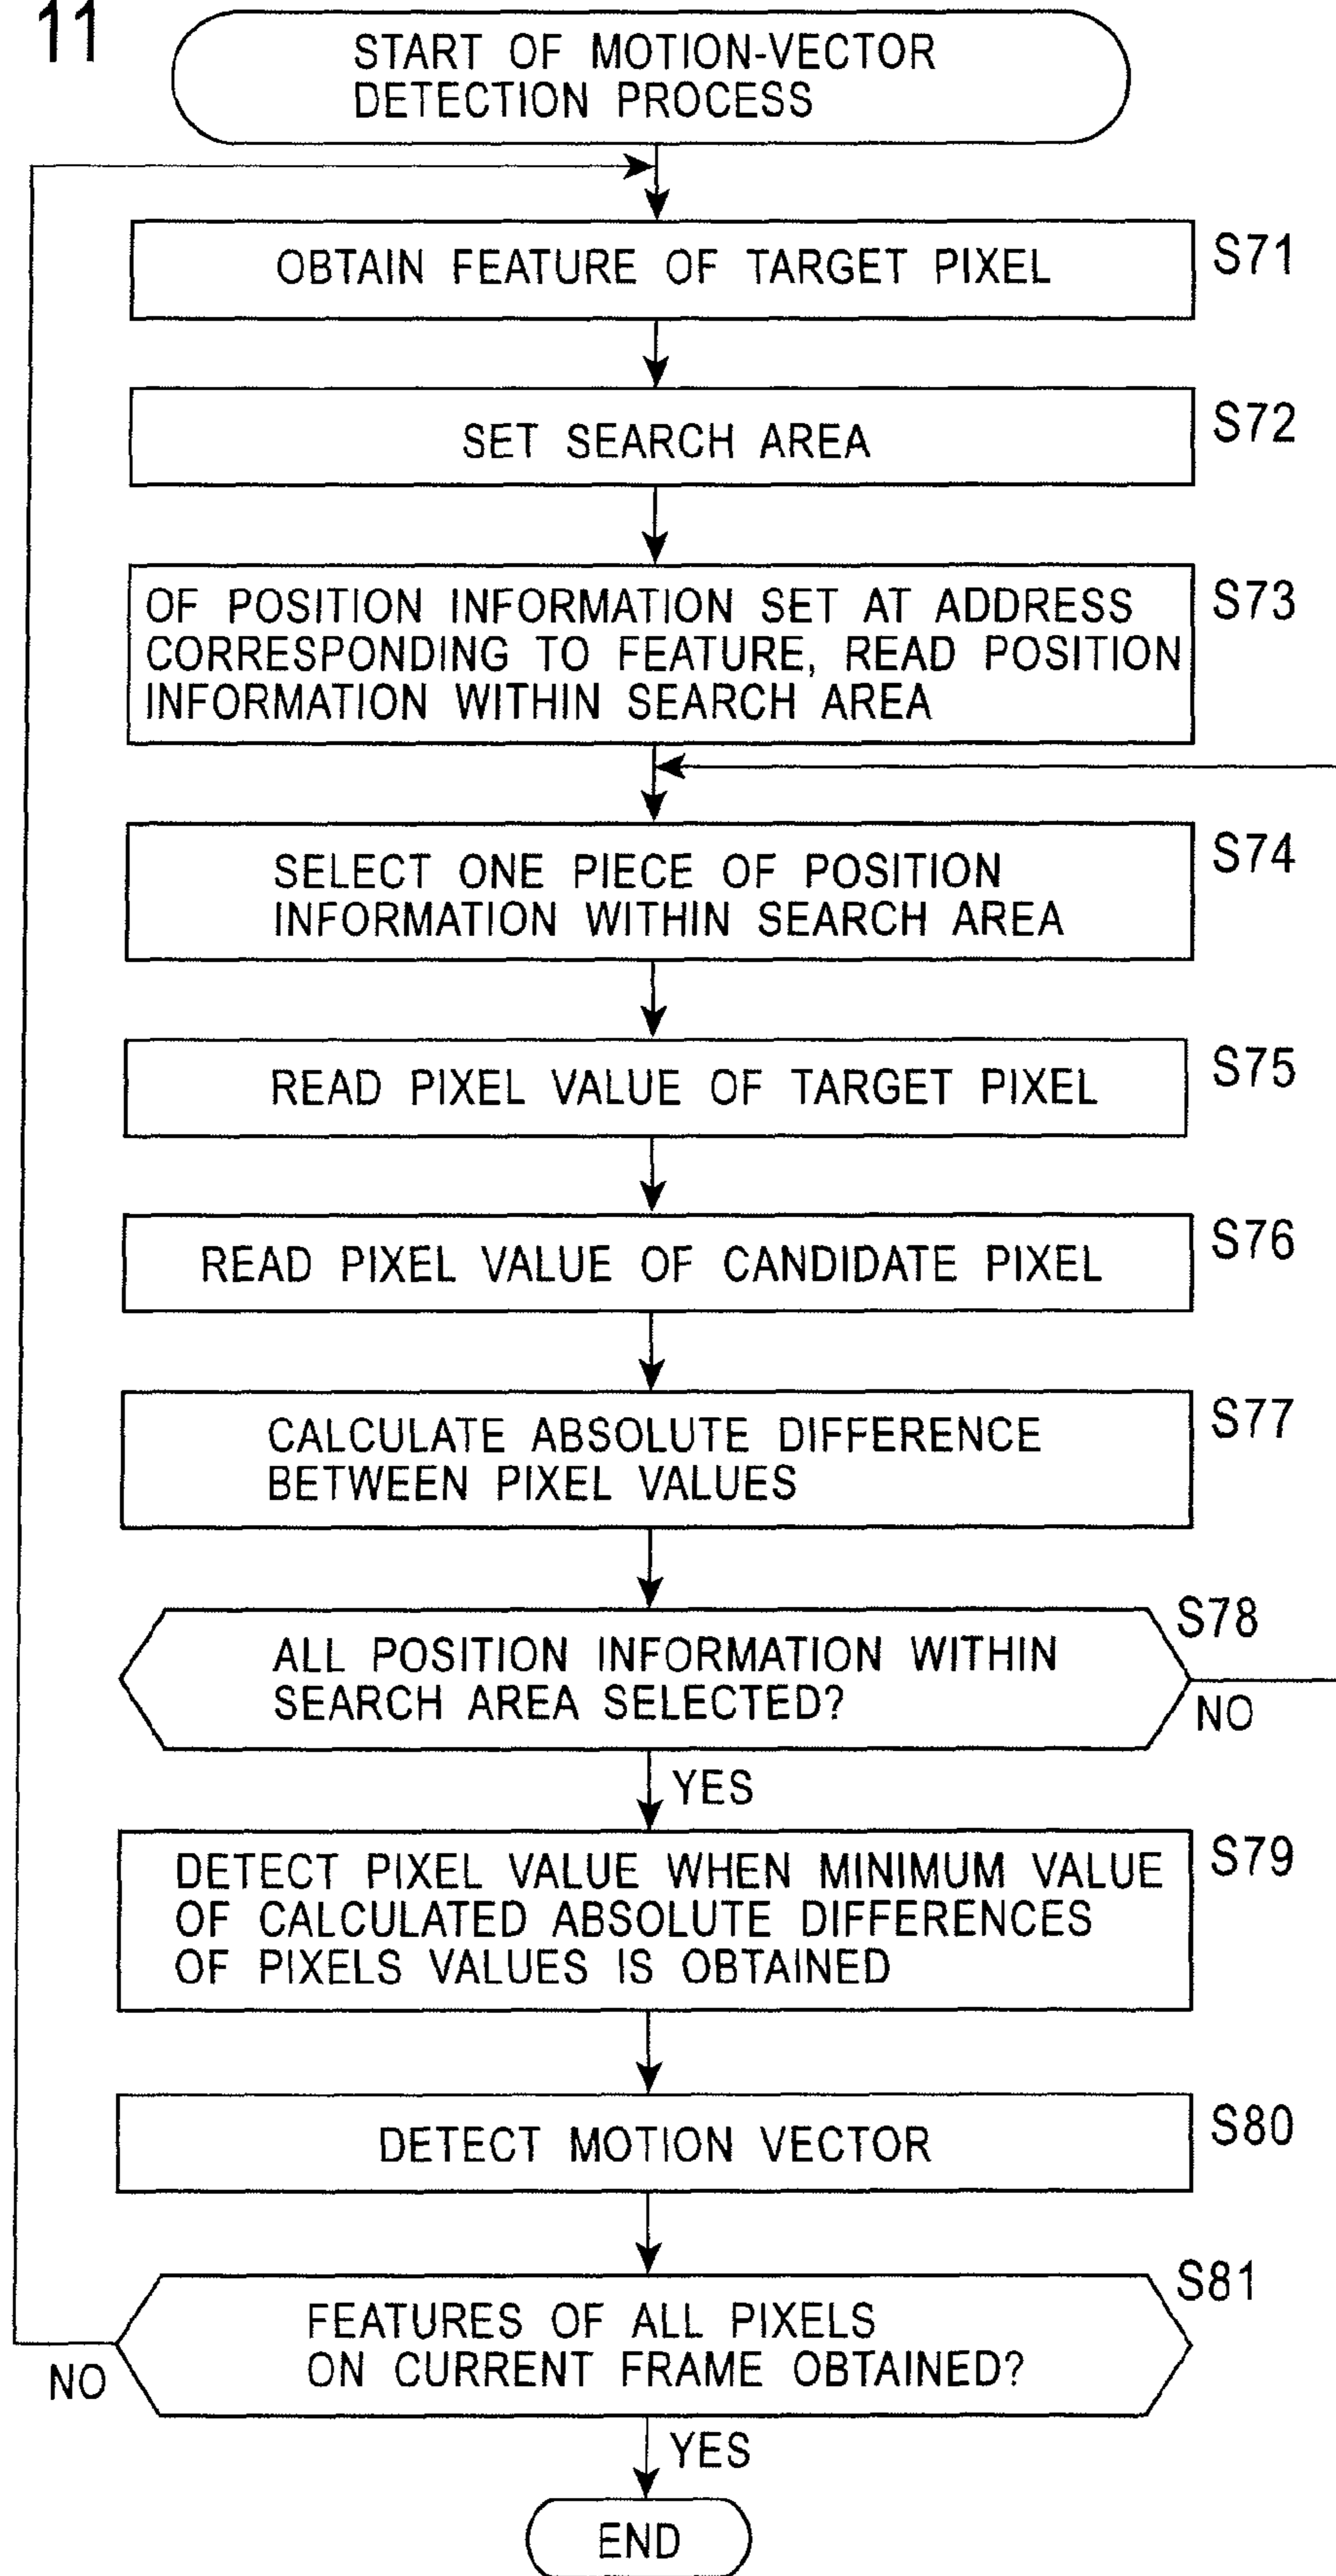 11
START OF MOTION-VECTOR
DETECTION PROCESS
OBTAIN FEATURE OF TARGET PIXEL
S71
SET SEARCH AREA
S72
OF POSITION INFORMATION SET AT ADDRESS
CORRESPONDING TO FEATURE, READ POSITION
INFORMATION WITHIN SEARCH AREA
S73
SELECT ONE PIECE OF POSITION
INFORMATION WITHIN SEARCH AREA
S74
READ PIXEL VALUE OF TARGET PIXEL
S75
READ PIXEL VALUE OF CANDIDATE PIXEL
S76
CALCULATE ABSOLUTE DIFFERENCE
BETWEEN PIXEL VALUES
S77
ALL POSITION INFORMATION WITHIN
SEARCH AREA SELECTED?
S78
NO
YES
DETECT PIXEL VALUE WHEN MINIMUM VALUE
OF CALCULATED ABSOLUTE DIFFERENCES
OF PIXELS VALUES IS OBTAINED
S79
DETECT MOTION VECTOR
S80
FEATURES OF ALL PIXELS
ON CURRENT FRAME OBTAINED?
S81
NO
YES
END